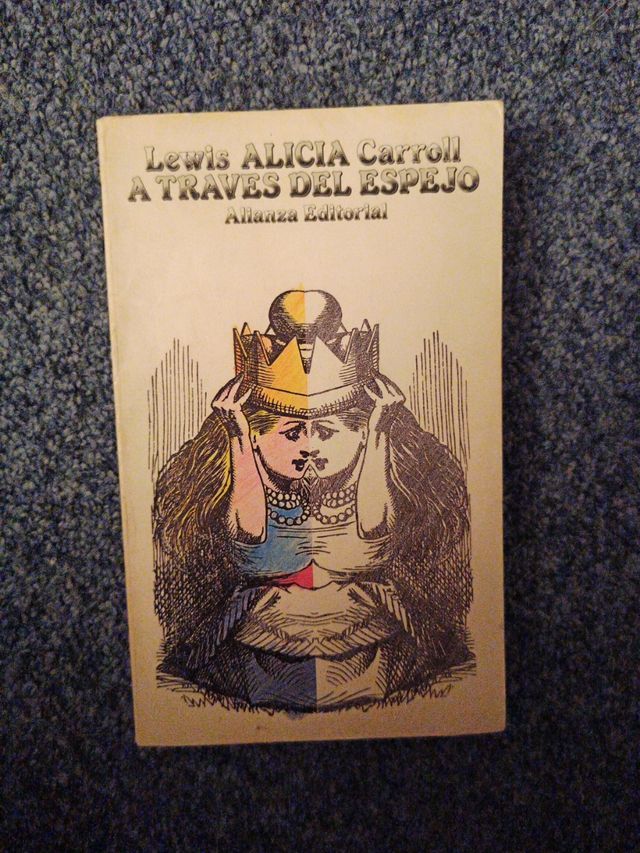 Lewis ALICIA Carroll
A TRAVES DEL ESPEJO
Alianza Editorial